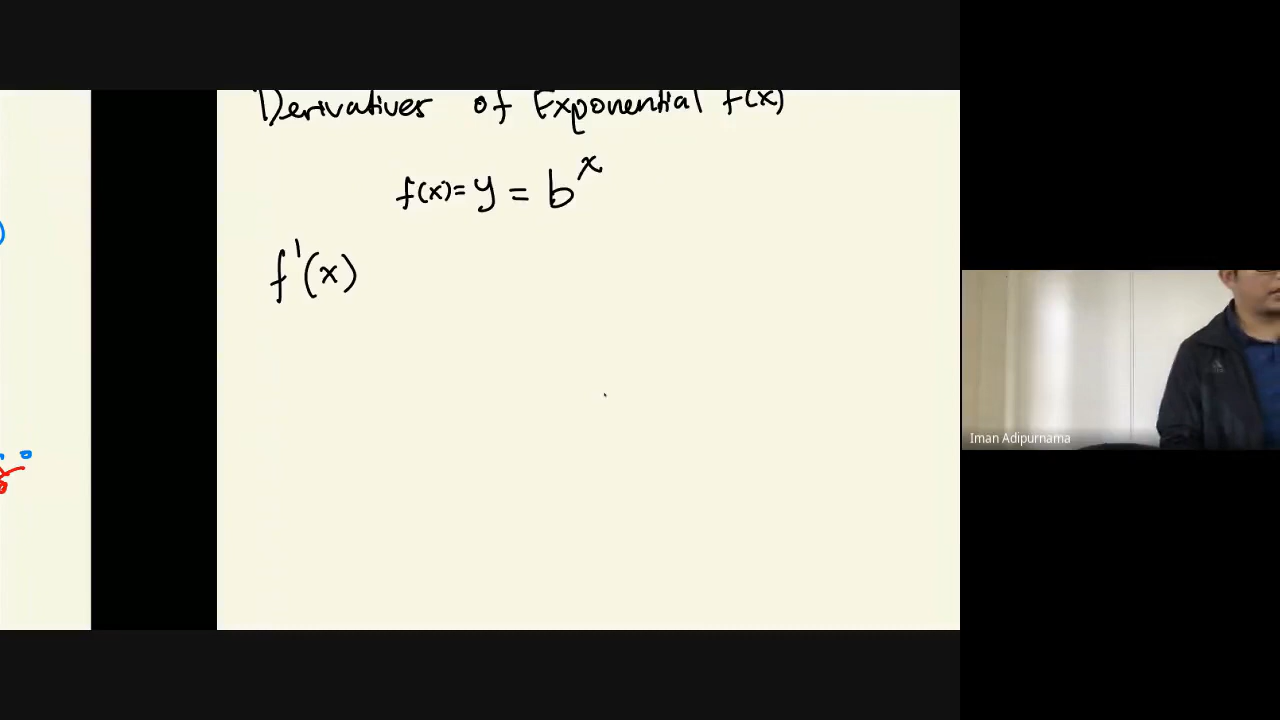 Derivatives of Exponential f(x)
f(x)= y = b^x
f'(x)
Iman Adipurnama